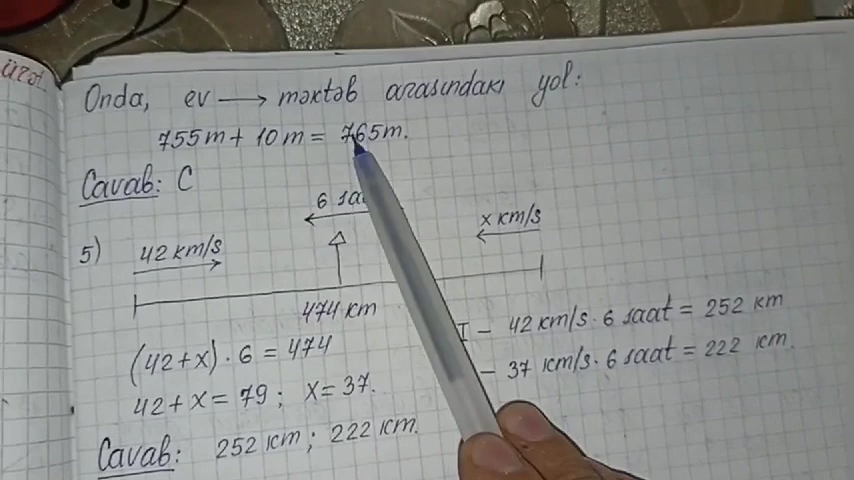 Onda, ev → məktəb arasındakı yol:
755m + 10m = 765m.
Cavab: C
6
5) 42 km/s x km/s
474 km
(42+x)·6 = 474
42+x = 79; x = 37.
I – 42 km/s·6 saat = 252 km
– 37 km/s·6 saat = 222 km.
Cavab: 252 km; 222 km.